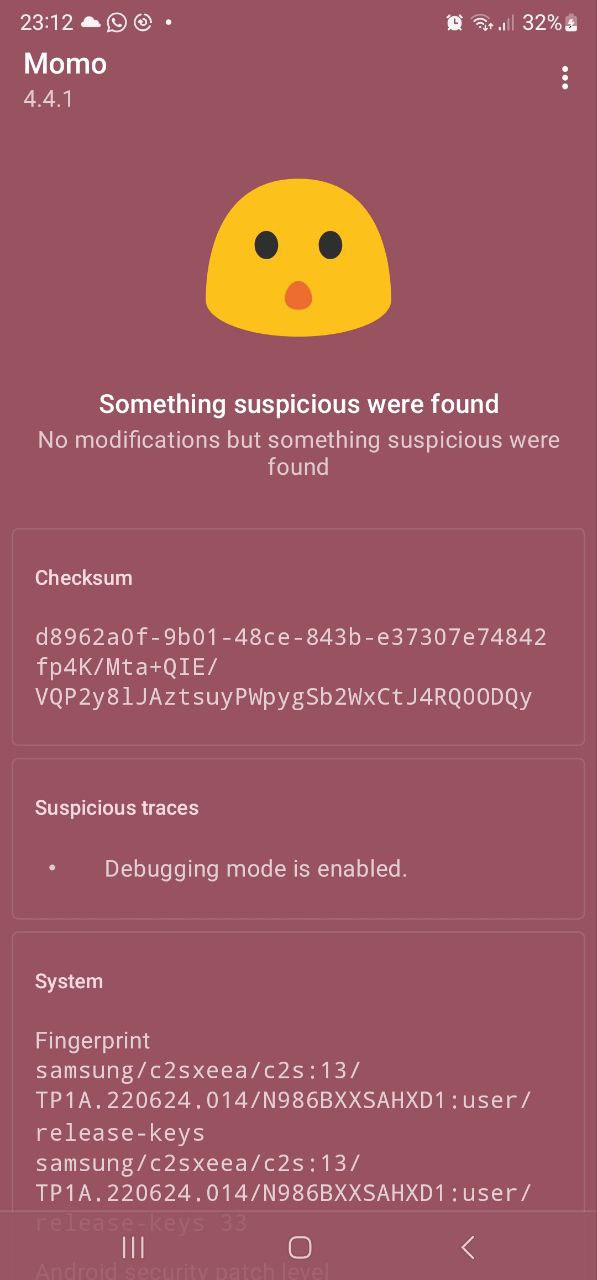 23:12
32%
Momo
4.4.1
Something suspicious were found
No modifications but something suspicious were
found
Checksum
d8962a0f-9b01-48ce-843b-e37307e74842
fp4K/Mta+QIE/
VQP2y8lJAztsuyPWpygSb2WxCtJ4RQ0ODQy
Suspicious traces
• Debugging mode is enabled.
System
Fingerprint
samsung/c2sxeea/c2s:13/
TP1A.220624.014/N986BXXSAHXD1:user/
release-keys
samsung/c2sxeea/c2s:13/
TP1A.220624.014/N986BXXSAHXD1:user/
release-keys 33
Android security patch level